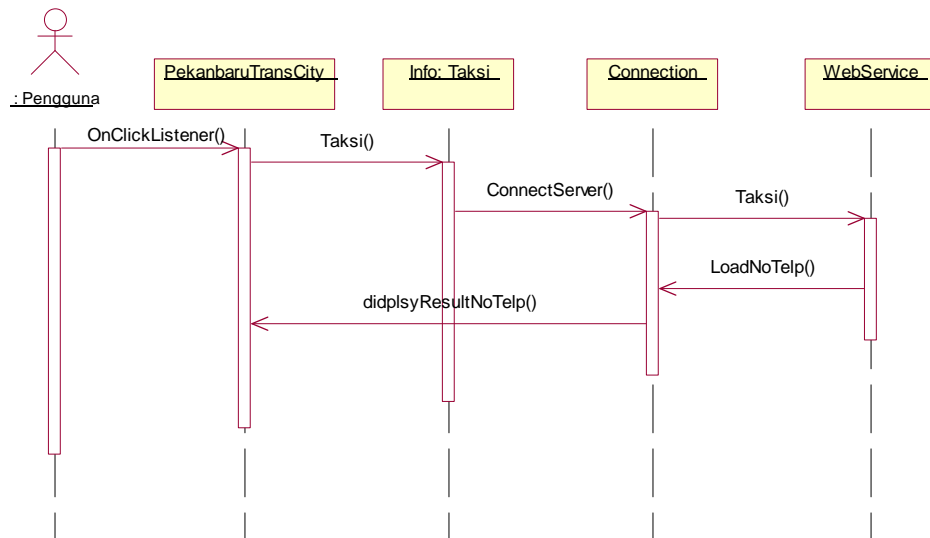 : Pengguna
PekanbaruTransCity
Info: Taksi
Connection
WebService
OnClickListener()
Taksi()
ConnectServer()
Taksi()
LoadNoTelp()
didplsyResultNoTelp()